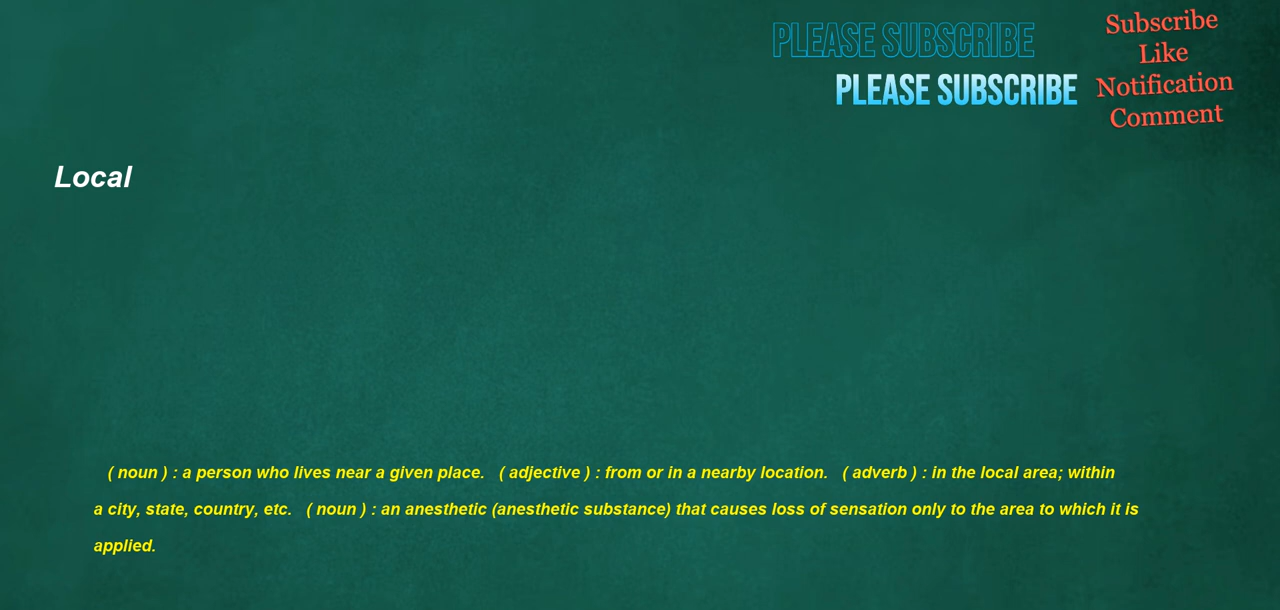 PLEASE SUBSCRIBE
PLEASE SUBSCRIBE
Subscribe
Like
Notification
Comment
Local
( noun ) : a person who lives near a given place. ( adjective ) : from or in a nearby location. ( adverb ) : in the local area; within
a city, state, country, etc. ( noun ) : an anesthetic (anesthetic substance) that causes loss of sensation only to the area to which it is
applied.